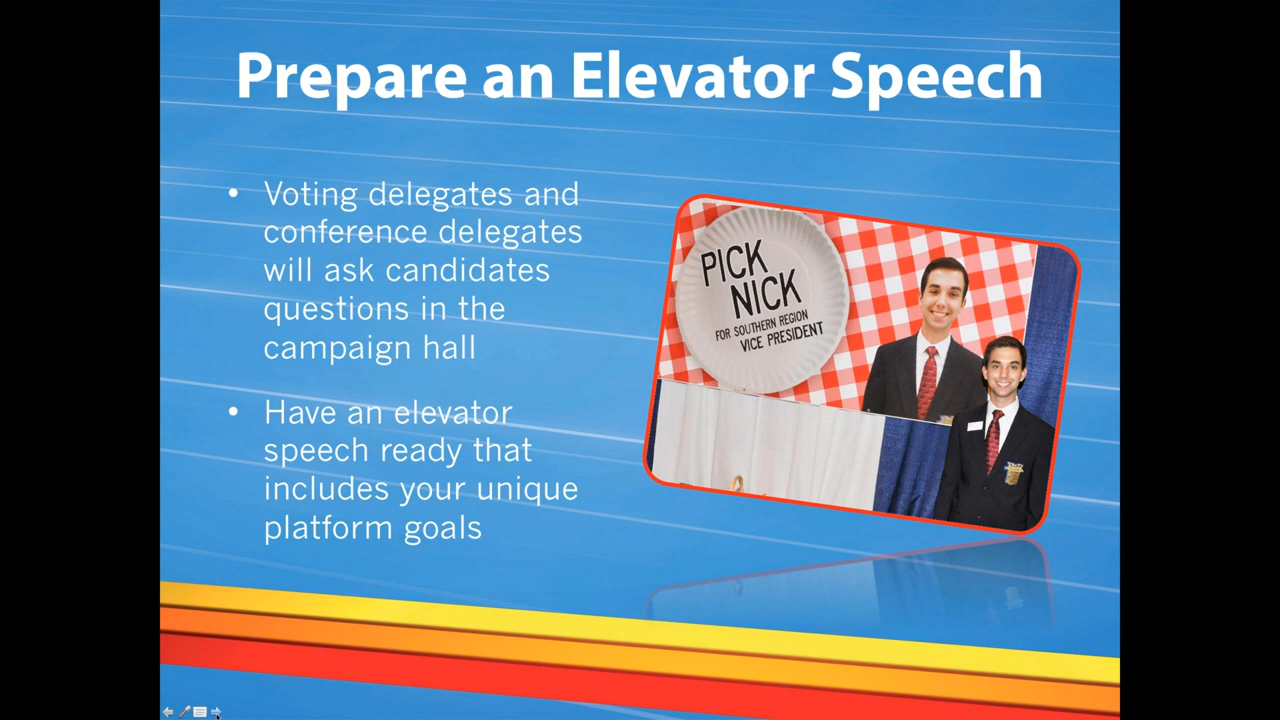 Prepare an Elevator Speech
• Voting delegates and
conference delegates
will ask candidates
questions in the
campaign hall
• Have an elevator
speech ready that
includes your unique
platform goals
PICK
NICK
FOR SOUTHERN REGION
VICE PRESIDENT